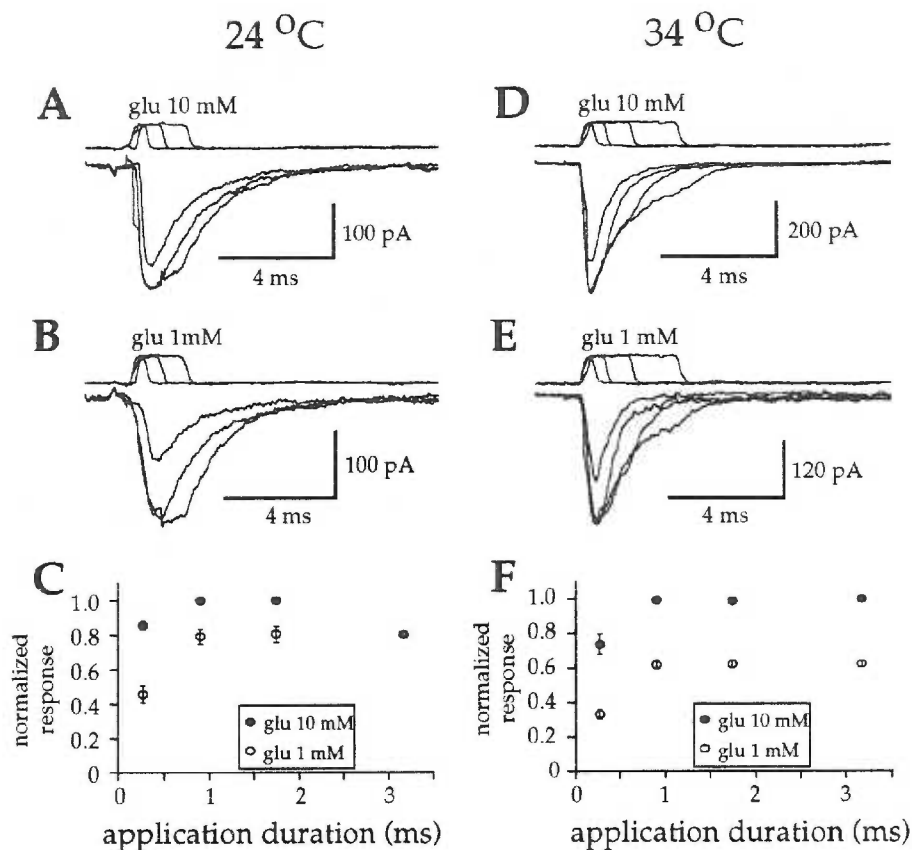 24 °C
34 °C
A
glu 10 mM
100 pA
4 ms
D
glu 10 mM
200 pA
4 ms
B
glu 1mM
100 pA
4 ms
E
glu 1 mM
120 pA
4 ms
C
normalized
response
1.0
0.8
0.6
0.4
0.2
0
glu 10 mM
glu 1 mM
0
1
2
3
application duration (ms)
F
normalized
response
1.0
0.8
0.6
0.4
0.2
0
glu 10 mM
glu 1 mM
0
1
2
3
application duration (ms)